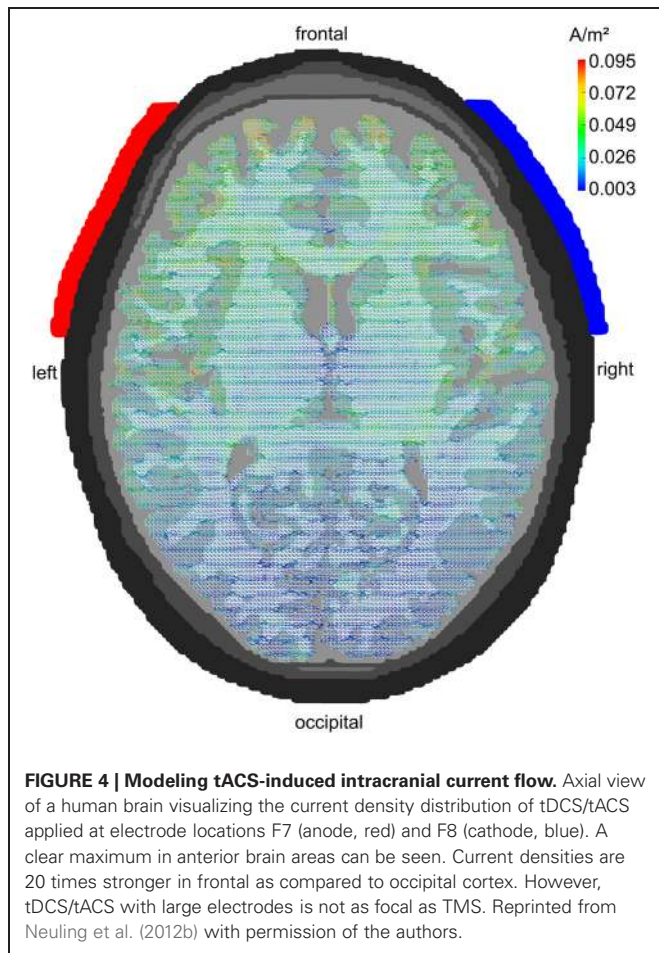 frontal
A/m²
0.095
0.072
0.049
0.026
0.003
left
right
occipital
FIGURE 4 | Modeling tACS-induced intracranial current flow. Axial view
of a human brain visualizing the current density distribution of tDCS/tACS
applied at electrode locations F7 (anode, red) and F8 (cathode, blue). A
clear maximum in anterior brain areas can be seen. Current densities are
20 times stronger in frontal as compared to occipital cortex. However,
tDCS/tACS with large electrodes is not as focal as TMS. Reprinted from
Neuling et al. (2012b) with permission of the authors.